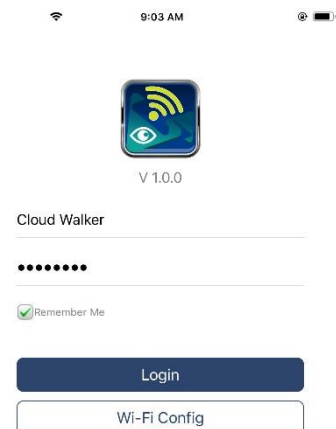 9:03 AM
V 1.0.0
Cloud Walker
●●●●●●●●
Remember Me
Login
Wi-Fi Config